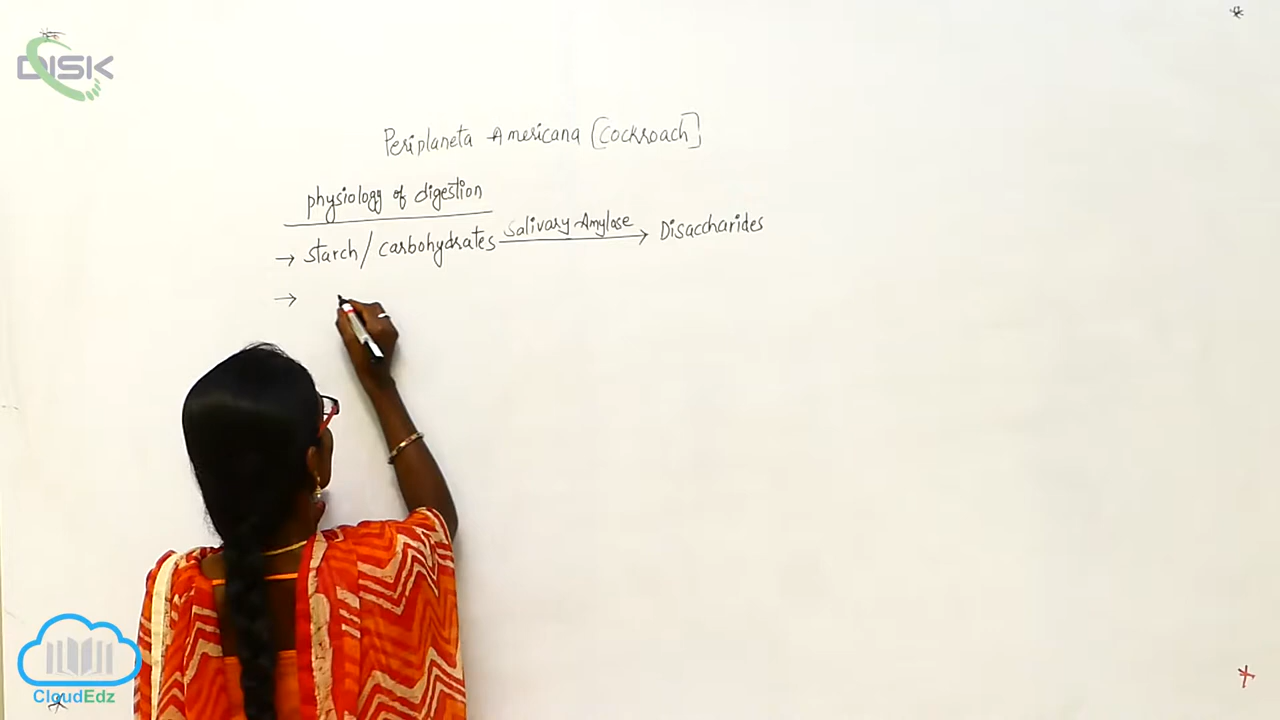 DISK
Periplaneta Americana [Cockroach]
physiology of digestion
→ starch/carbohydrates Salivary Amylase → Disaccharides
→
CloudEdz